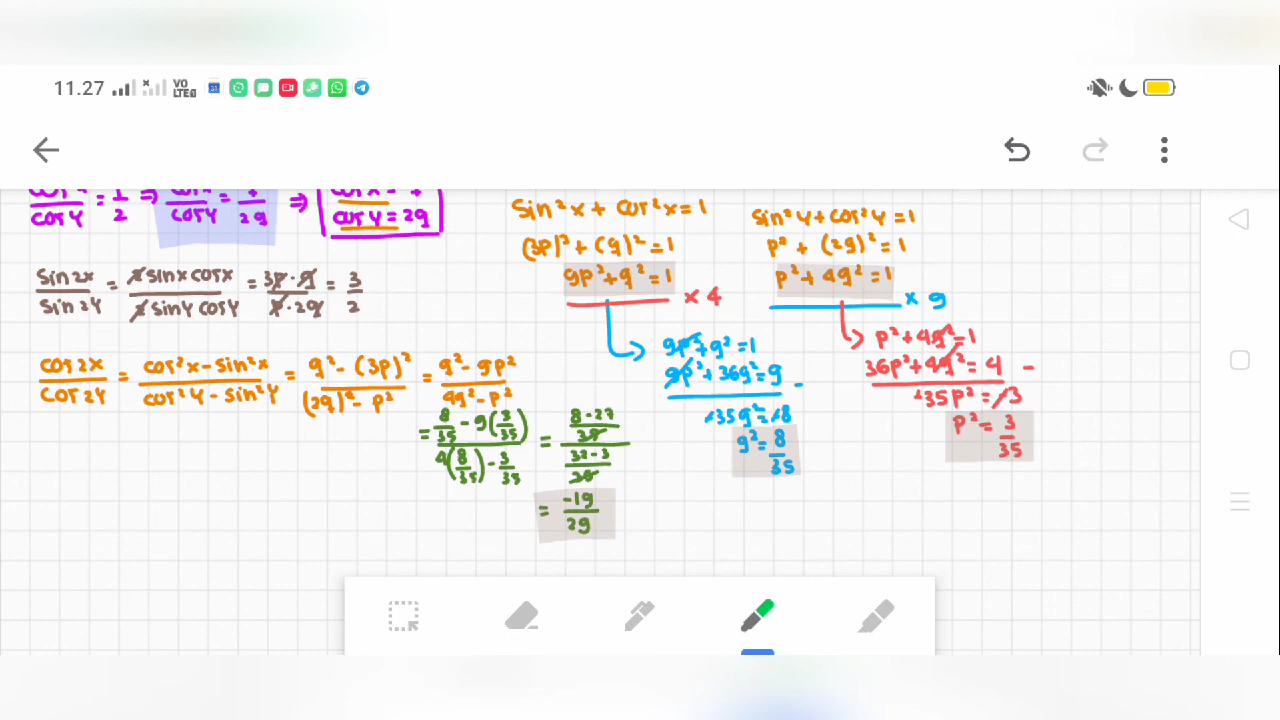 11.27
VO
LTE
cos Y = 1/2 ⇒ cos Y = 2q ⇒ cos Y = 2q
sin²x + cos²x = 1
sin²y + cos²y = 1
(3p)² + (q)² = 1
p² + (2q)² = 1
9p² + q² = 1
p² + 4q² = 1
× 4
× 9
sin 2x / sin 2y = 2 sin x cos x / 2 sin y cos y = 3p · q / p · 2q = 3/2
9p² + q² = 1
9p² + 36q² = 9 -
-35q² = -8
q² = 8/35
p² + 4q² = 1
36p² + 4q² = 4 -
-35p² = -3
p² = 3/35
cos 2x / cos 2y = cos²x - sin²x / cos²y - sin²y = q² - (3p)² / (2q)² - p² = q² - 9p² / 4q² - p²
= 8/35 - 9(3/35) / 4(8/35) - 3/35 = 8-27/35 / 32-3/35
= -19/29